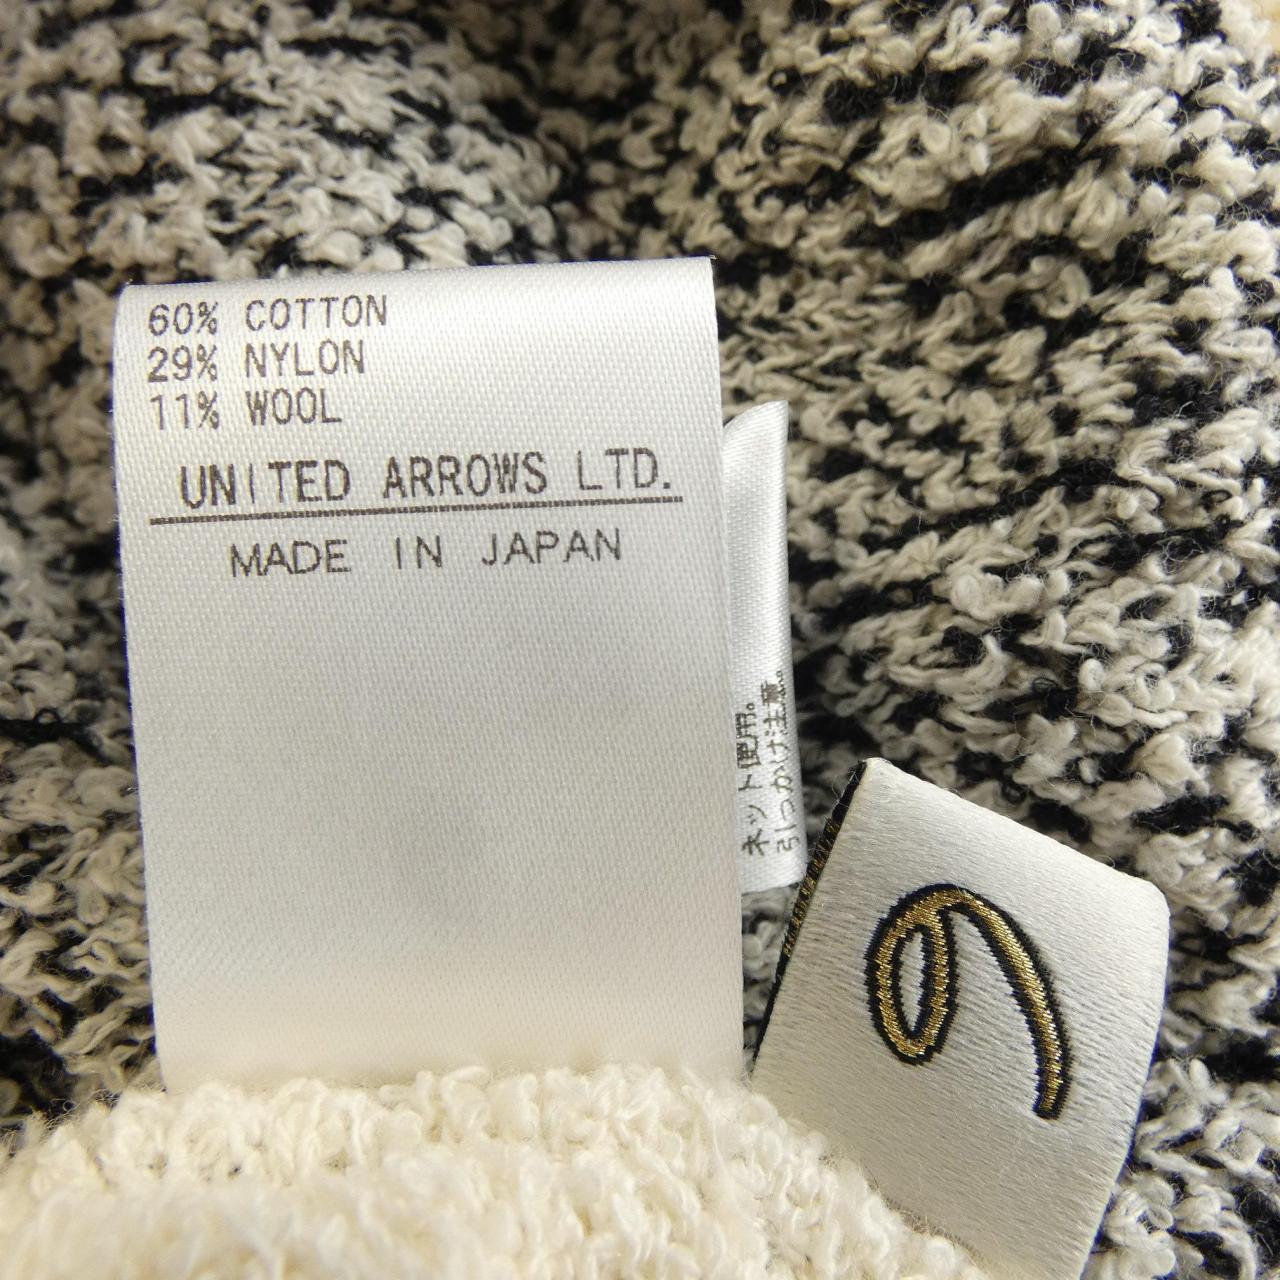 60% COTTON
29% NYLON
11% WOOL
UNITED ARROWS LTD.
MADE IN JAPAN
ネット使用。
引っかけ注意。